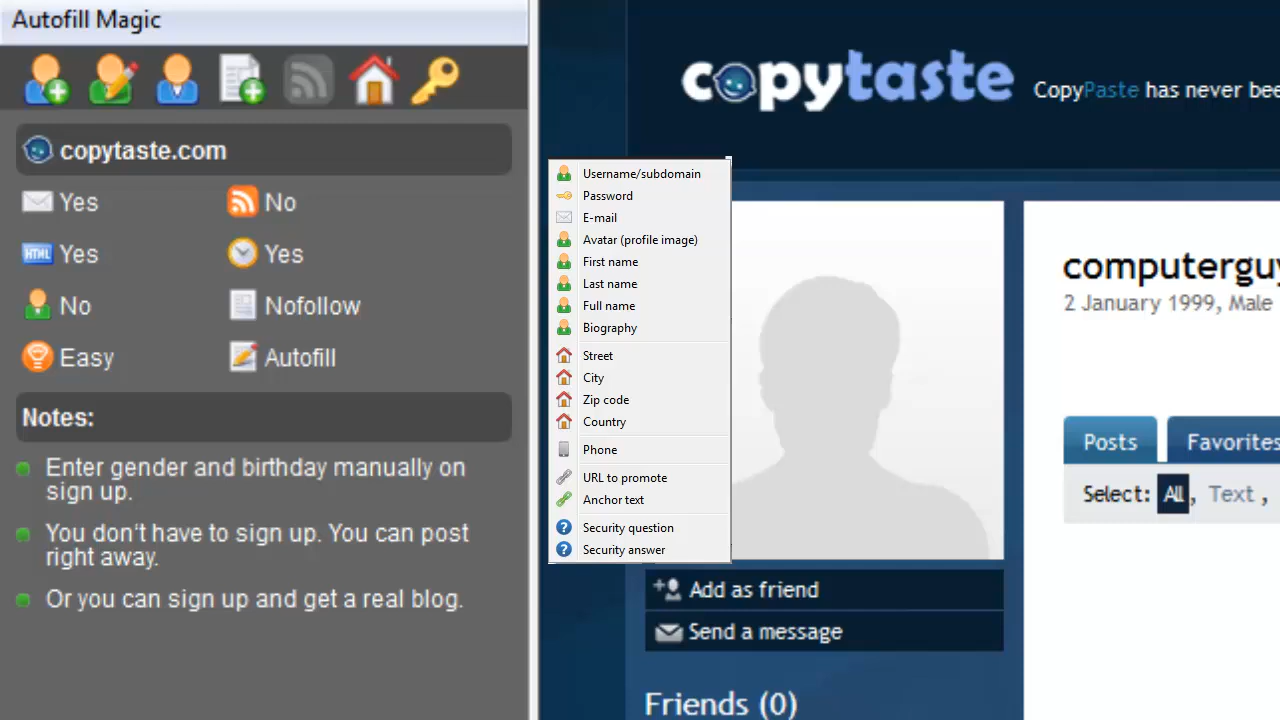 Autofill Magic
copytaste.com
Yes
No
HTML Yes
Yes
No
Nofollow
Easy
Autofill
Notes:
Enter gender and birthday manually on
sign up.
You don't have to sign up. You can post
right away.
Or you can sign up and get a real blog.
copytaste
CopyPaste has never
Username/subdomain
Password
E-mail
Avatar (profile image)
First name
Last name
Full name
Biography
Street
City
Zip code
Country
Phone
URL to promote
Anchor text
Security question
Security answer
Add as friend
Send a message
Friends (0)
computerguy
2 January 1999, Male
Posts
Favorites
Select: All, Text ,